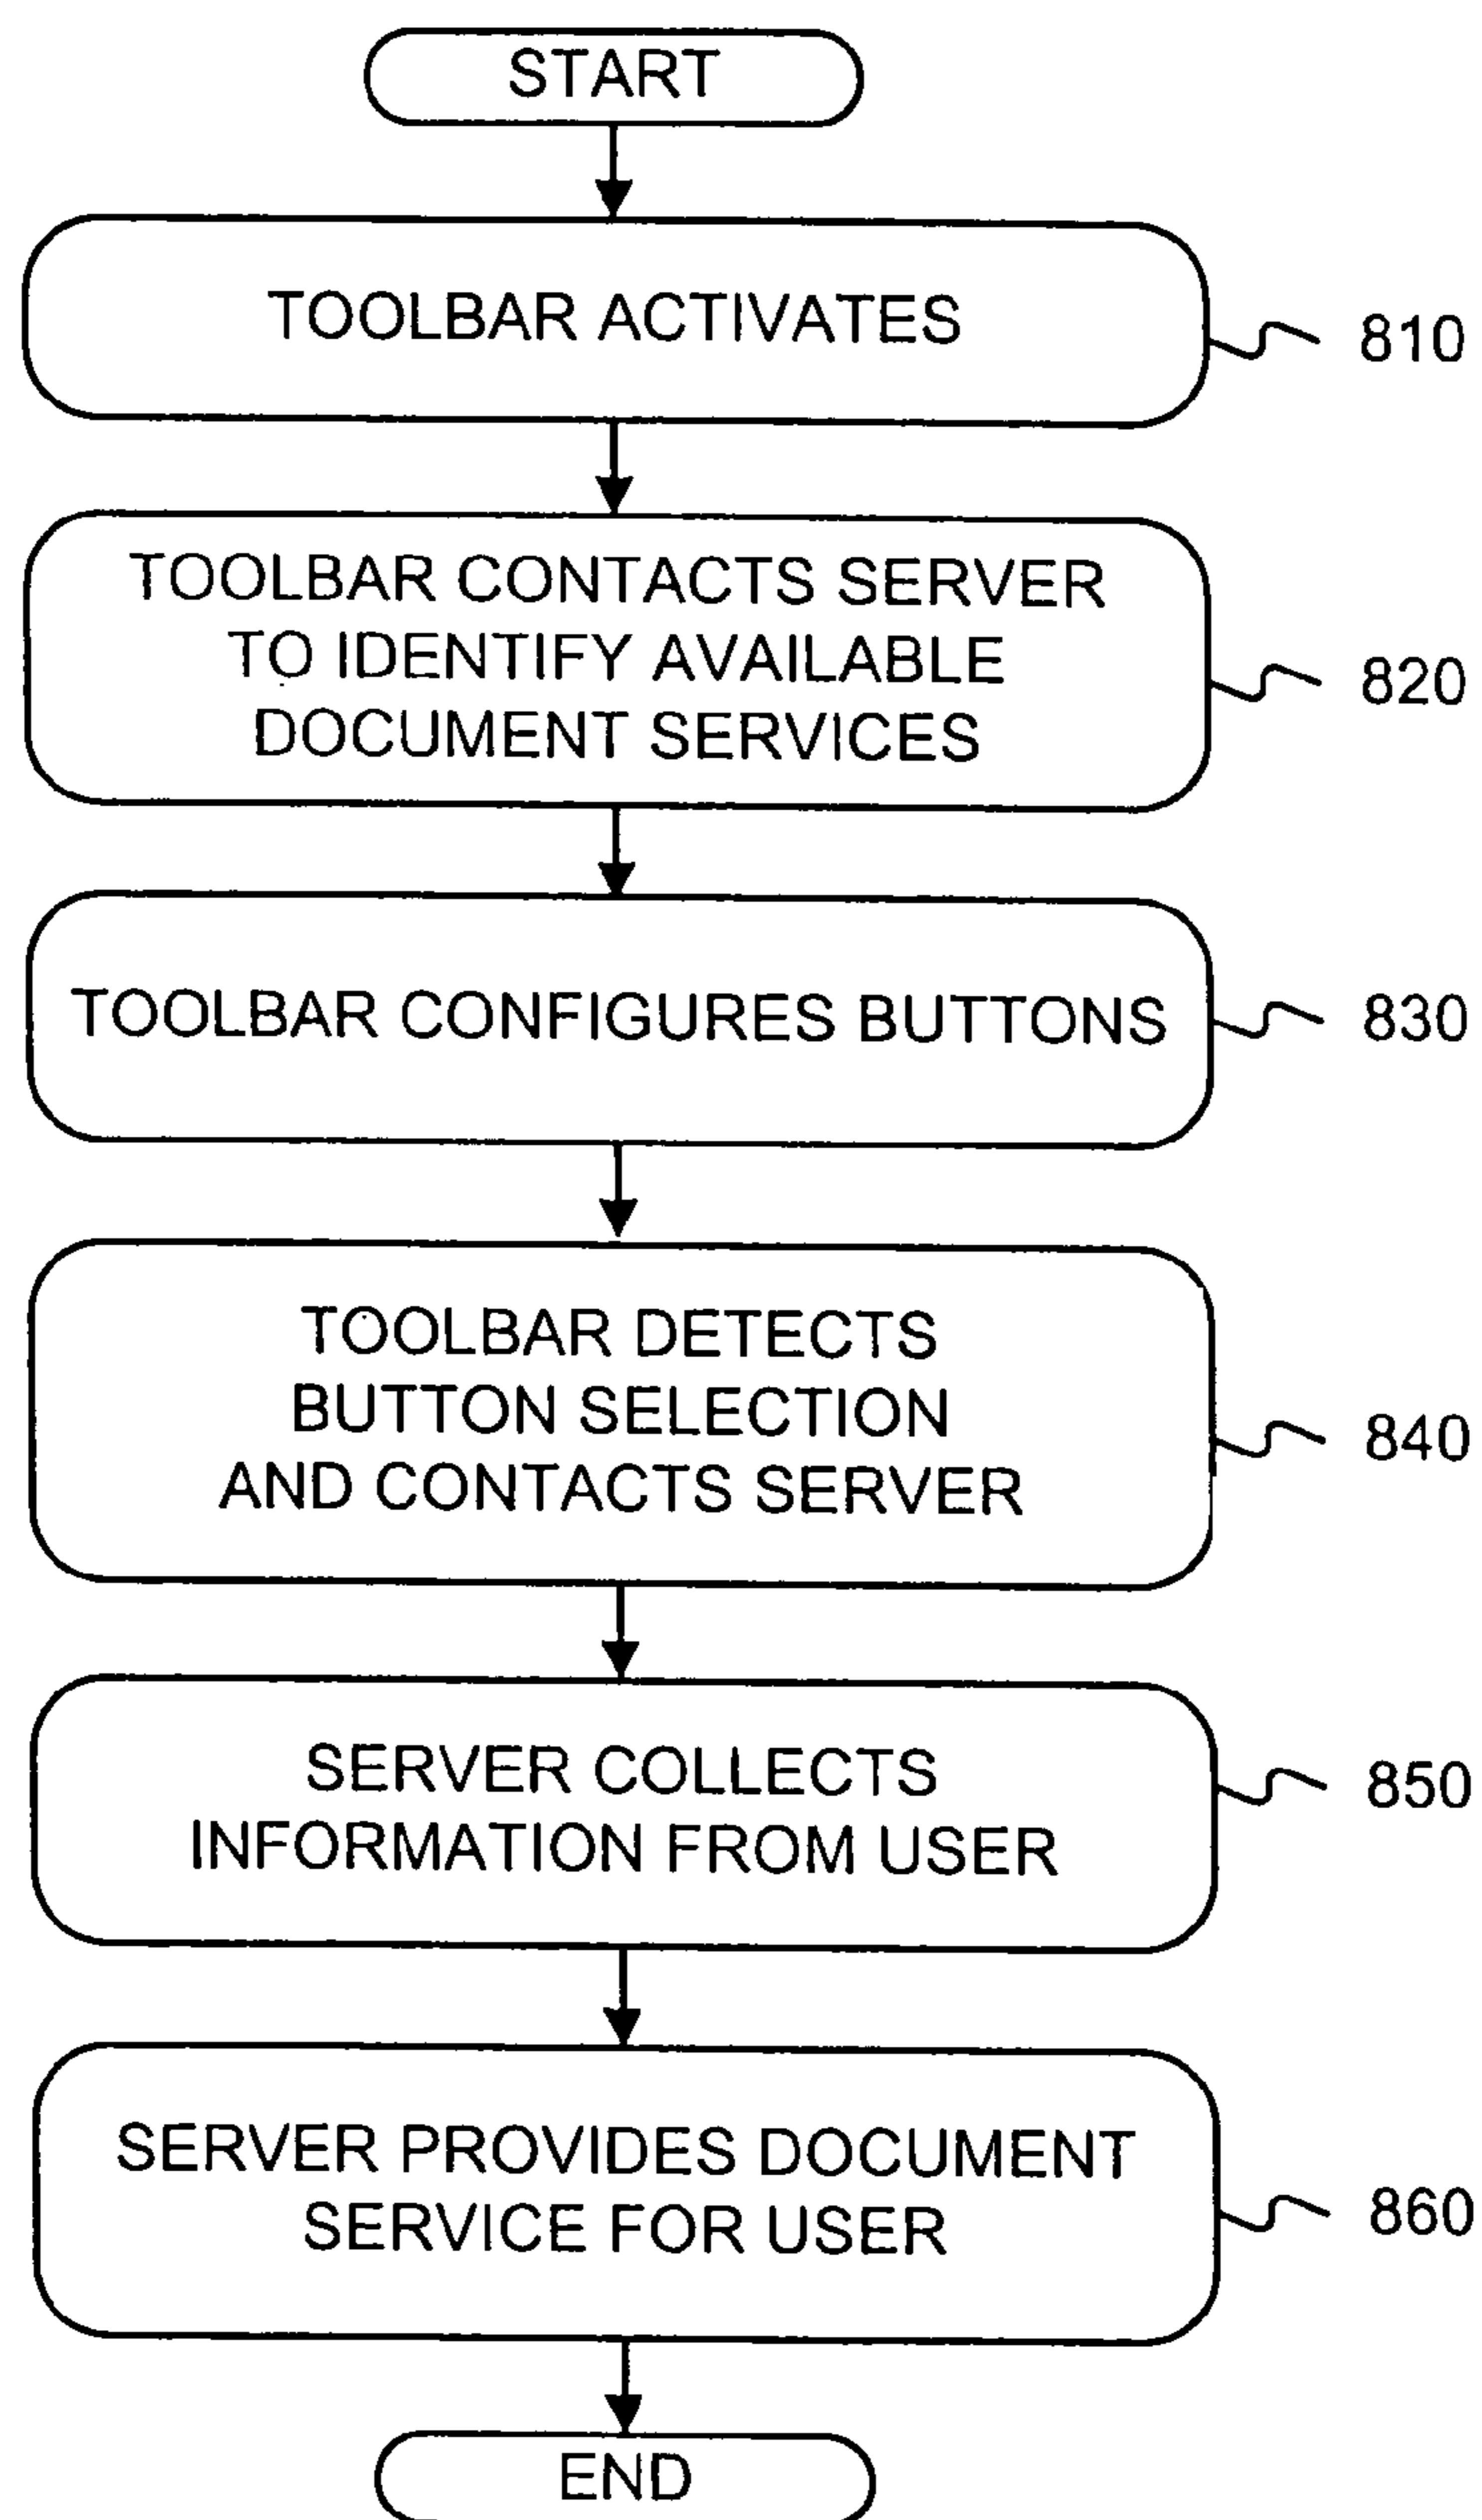 START
TOOLBAR ACTIVATES
810
TOOLBAR CONTACTS SERVER
TO IDENTIFY AVAILABLE
DOCUMENT SERVICES
820
TOOLBAR CONFIGURES BUTTONS
830
TOOLBAR DETECTS
BUTTON SELECTION
AND CONTACTS SERVER
840
SERVER COLLECTS
INFORMATION FROM USER
850
SERVER PROVIDES DOCUMENT
SERVICE FOR USER
860
END